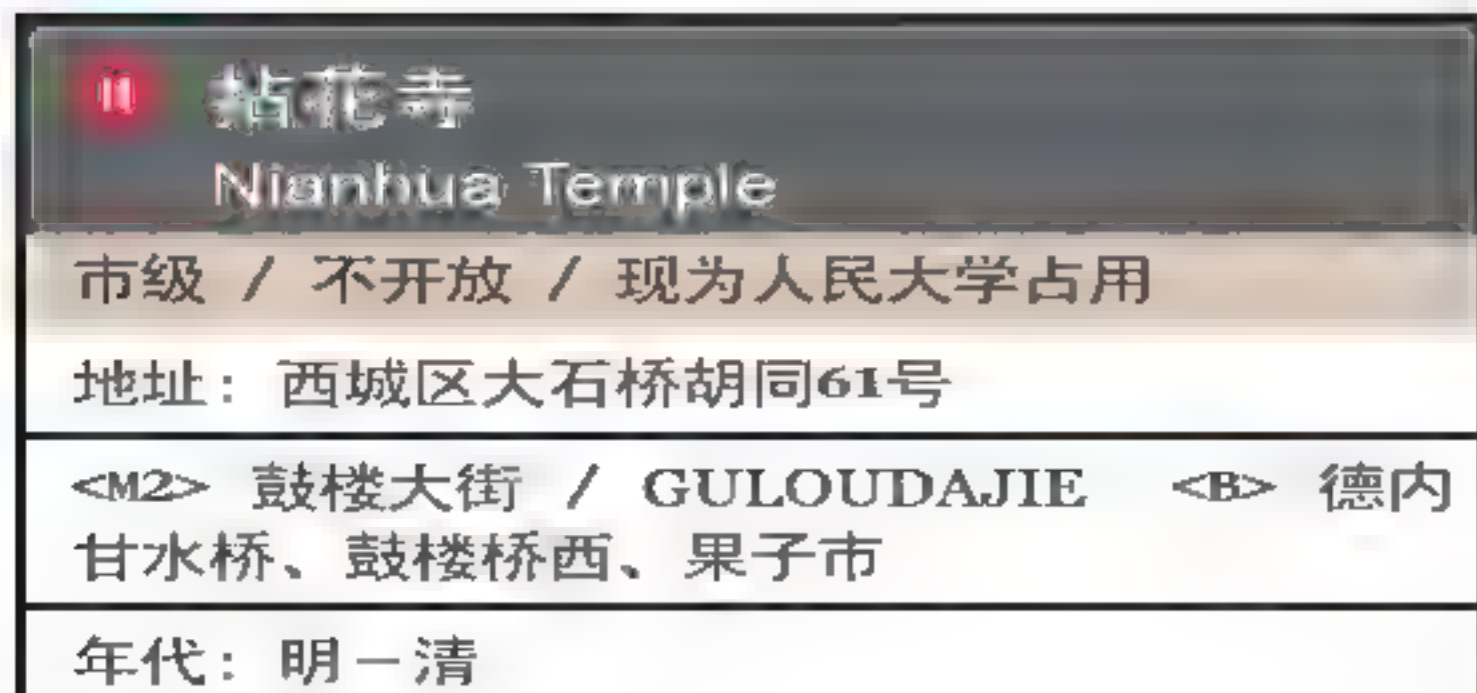 11 拈花寺
Nianhua Temple
市级 / 不开放 / 现为人民大学占用
地址：西城区大石桥胡同61号
<M2> 鼓楼大街 / GULOUDAJIE <B> 德内
甘水桥、鼓楼桥西、果子市
年代：明－清